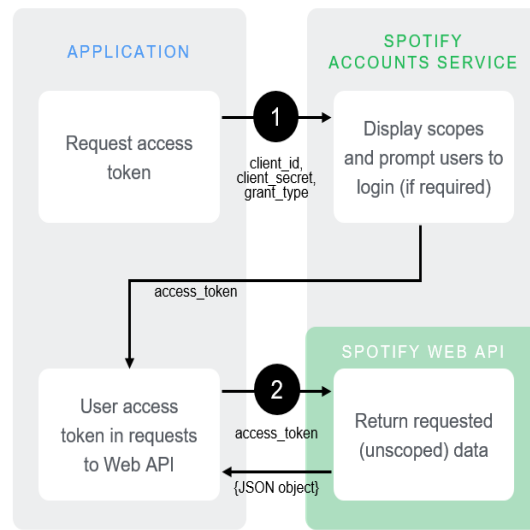 APPLICATION
SPOTIFY
ACCOUNTS SERVICE
Request access
token
1
client_id,
client_secret,
grant_type
Display scopes
and prompt users to
login (if required)
access_token
SPOTIFY WEB API
User access
token in requests
to Web API
2
access_token
{JSON object}
Return requested
(unscoped) data